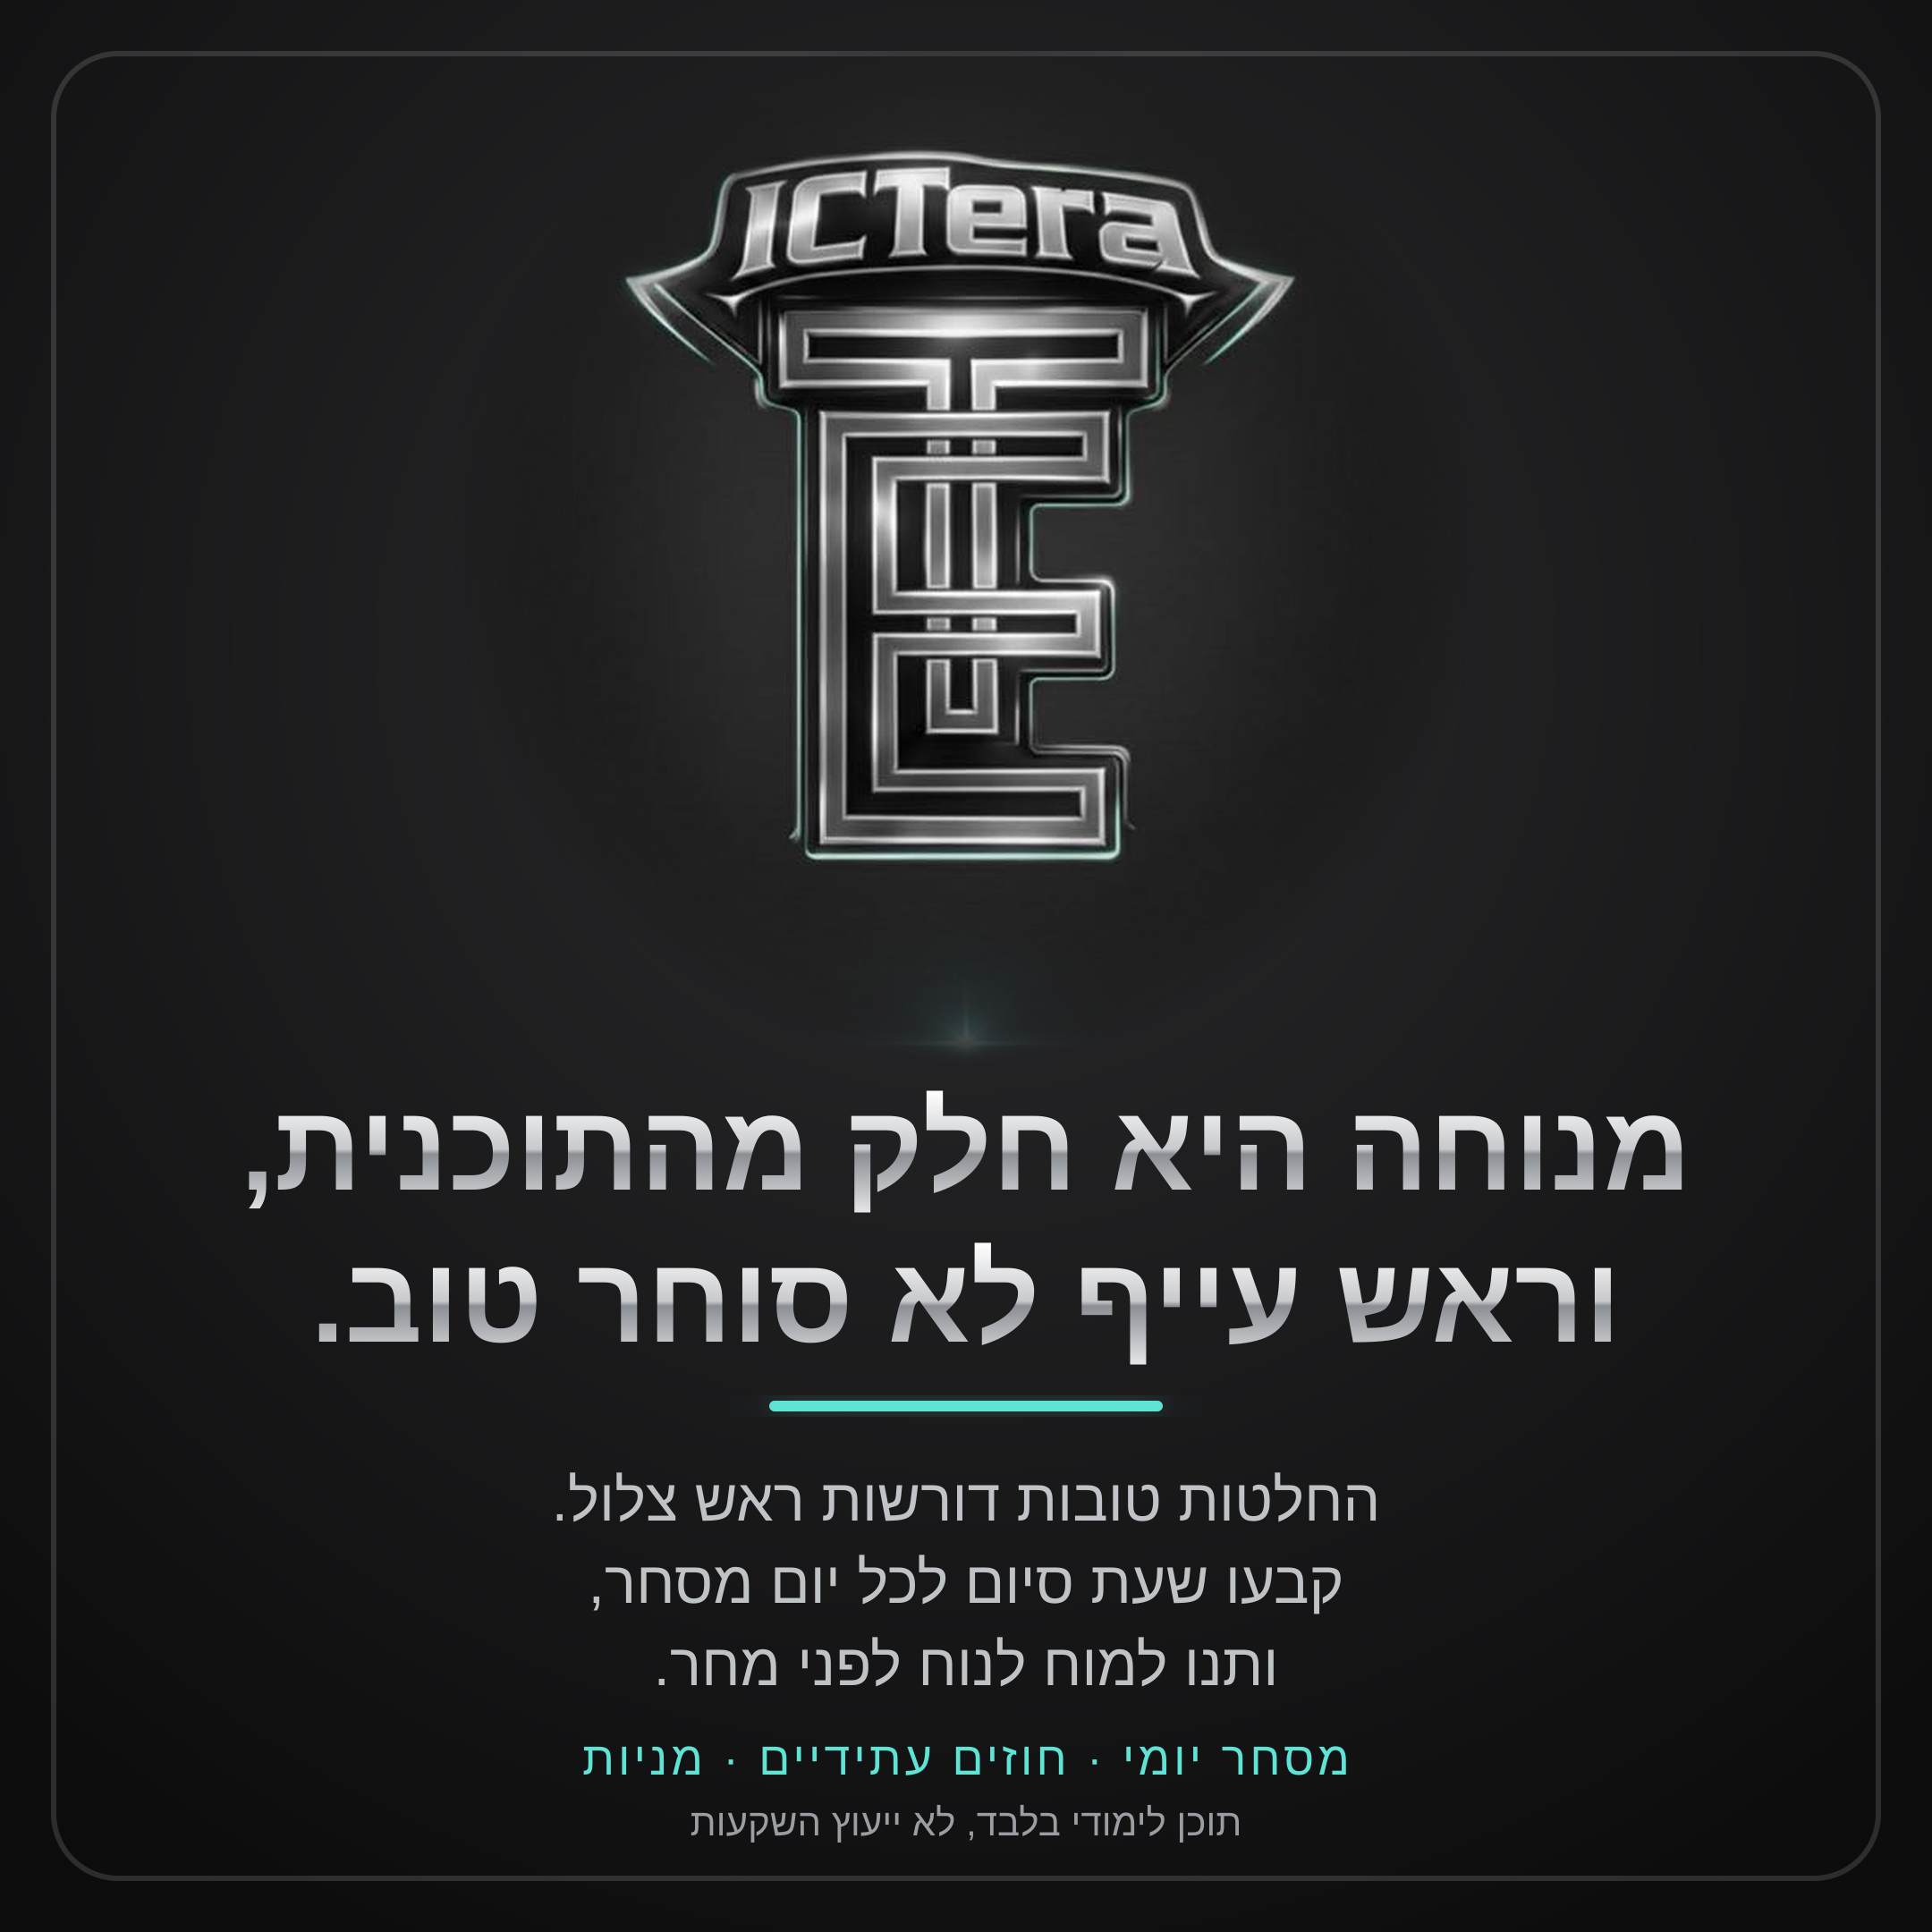 ICTera
TE
מנוחה היא חלק מהתוכנית,
וראש עייף לא סוחר טוב.
החלטות טובות דורשות ראש צלול.
קבעו שעת סיום לכל יום מסחר,
ותנו למוח לנוח לפני מחר.
מסחר יומי · חוזים עתידיים · מניות
תוכן לימודי בלבד, לא ייעוץ השקעות